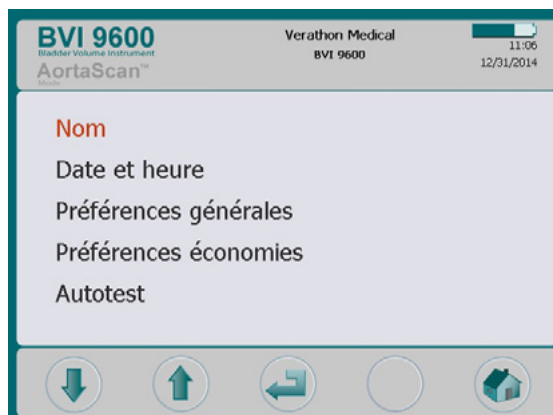 BVI 9600
Bladder Volume Instrument
AortaScan™
Mode
Verathon Medical
BVI 9600
11:06
12/31/2014
Nom
Date et heure
Préférences générales
Préférences économies
Autotest